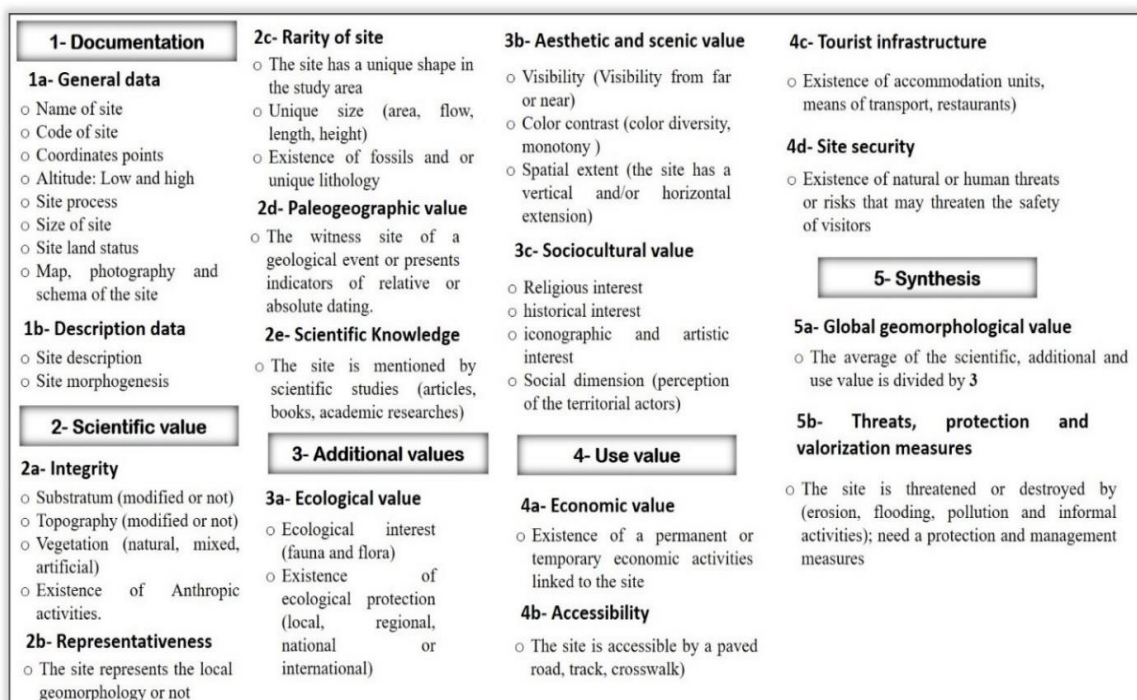 1- Documentation
1a- General data
○ Name of site
○ Code of site
○ Coordinates points
○ Altitude: Low and high
○ Site process
○ Size of site
○ Site land status
○ Map, photography and
schema of the site
1b- Description data
○ Site description
○ Site morphogenesis
2- Scientific value
2a- Integrity
○ Substratum (modified or not)
○ Topography (modified or not)
○ Vegetation (natural, mixed,
artificial)
○ Existence of Anthropic
activities.
2b- Representativeness
○ The site represents the local
geomorphology or not
2c- Rarity of site
○ The site has a unique shape in
the study area
○ Unique size (area, flow,
length, height)
○ Existence of fossils and or
unique lithology
2d- Paleogeographic value
○ The witness site of a
geological event or presents
indicators of relative or
absolute dating.
2e- Scientific Knowledge
○ The site is mentioned by
scientific studies (articles,
books, academic researches)
3- Additional values
3a- Ecological value
○ Ecological interest
(fauna and flora)
○ Existence of
ecological protection
(local, regional,
national or
international)
3b- Aesthetic and scenic value
○ Visibility (Visibility from far
or near)
○ Color contrast (color diversity,
monotony )
○ Spatial extent (the site has a
vertical and/or horizontal
extension)
3c- Sociocultural value
○ Religious interest
○ historical interest
○ iconographic and artistic
interest
○ Social dimension (perception
of the territorial actors)
4- Use value
4a- Economic value
○ Existence of a permanent or
temporary economic activities
linked to the site
4b- Accessibility
○ The site is accessible by a paved
road, track, crosswalk)
4c- Tourist infrastructure
○ Existence of accommodation units,
means of transport, restaurants)
4d- Site security
○ Existence of natural or human threats
or risks that may threaten the safety
of visitors
5- Synthesis
5a- Global geomorphological value
○ The average of the scientific, additional and
use value is divided by 3
5b- Threats, protection and
valorization measures
○ The site is threatened or destroyed by
(erosion, flooding, pollution and informal
activities); need a protection and management
measures